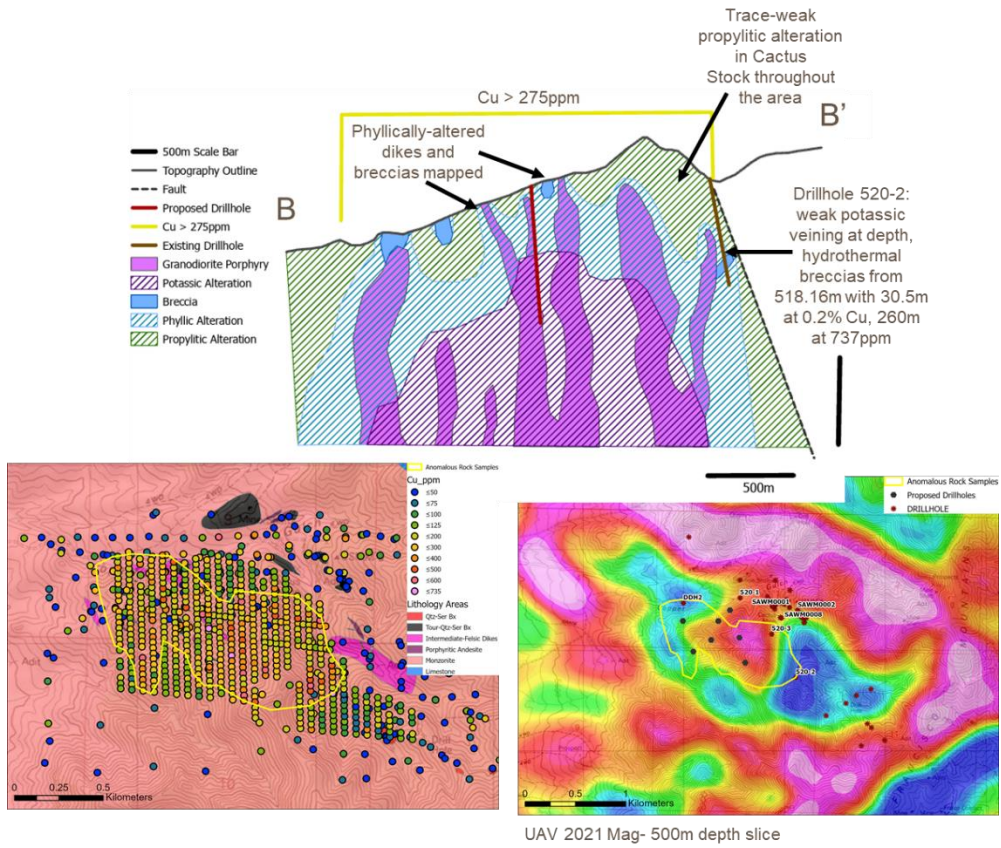 Trace-weak
propylitic alteration
in Cactus
Stock throughout
the area
Cu > 275ppm
B'
Phyllically-altered
dikes and
breccias mapped
500m Scale Bar
Topography Outline
Fault
Proposed Drillhole
Cu > 275ppm
Existing Drillhole
Granodiorite Porphyry
Potassic Alteration
Breccia
Phyllic Alteration
Propylitic Alteration
B
Drillhole 520-2:
weak potassic
veining at depth,
hydrothermal
breccias from
518.16m with 30.5m
at 0.2% Cu, 260m
at 737ppm
500m
Anomalous Rock Samples
Cu_ppm
≤50
≤75
≤100
≤125
≤200
≤300
≤400
≤500
≤600
≤735
Lithology Areas
Qtz-Ser Bx
Tour-Qtz-Ser Bx
Intermediate-Felsic Dikes
Porphyritic Andesite
Monzonite
Limestone
Adit
Drill
0 0.25 0.5
Kilometers
Anomalous Rock Samples
Proposed Drillholes
DRILLHOLE
DDH2
520-1
SAWM0001
SAWM0002
SAWM0008
520-3
520-2
0 0.5 1
Kilometers
UAV 2021 Mag- 500m depth slice